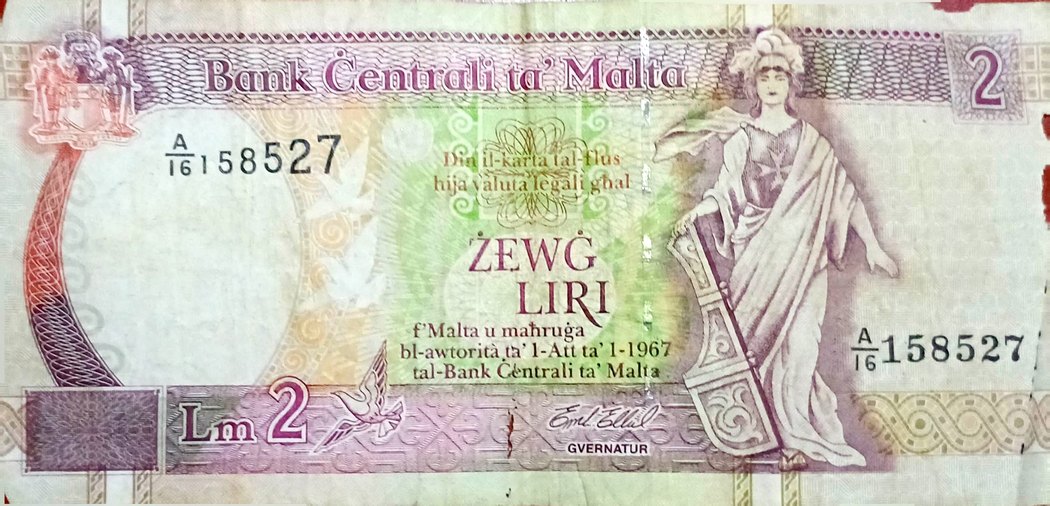 Bank Ċentrali ta' Malta
2
A/16 158527
Din il-karta tal-flus
hija valuta legali għal
ŻEWĠ
LIRI
f'Malta u maħruġa
bl-awtorità ta' l-Att ta' l-1967
tal-Bank Ċentrali ta' Malta
A/16 158527
Lm 2
GVERNATUR